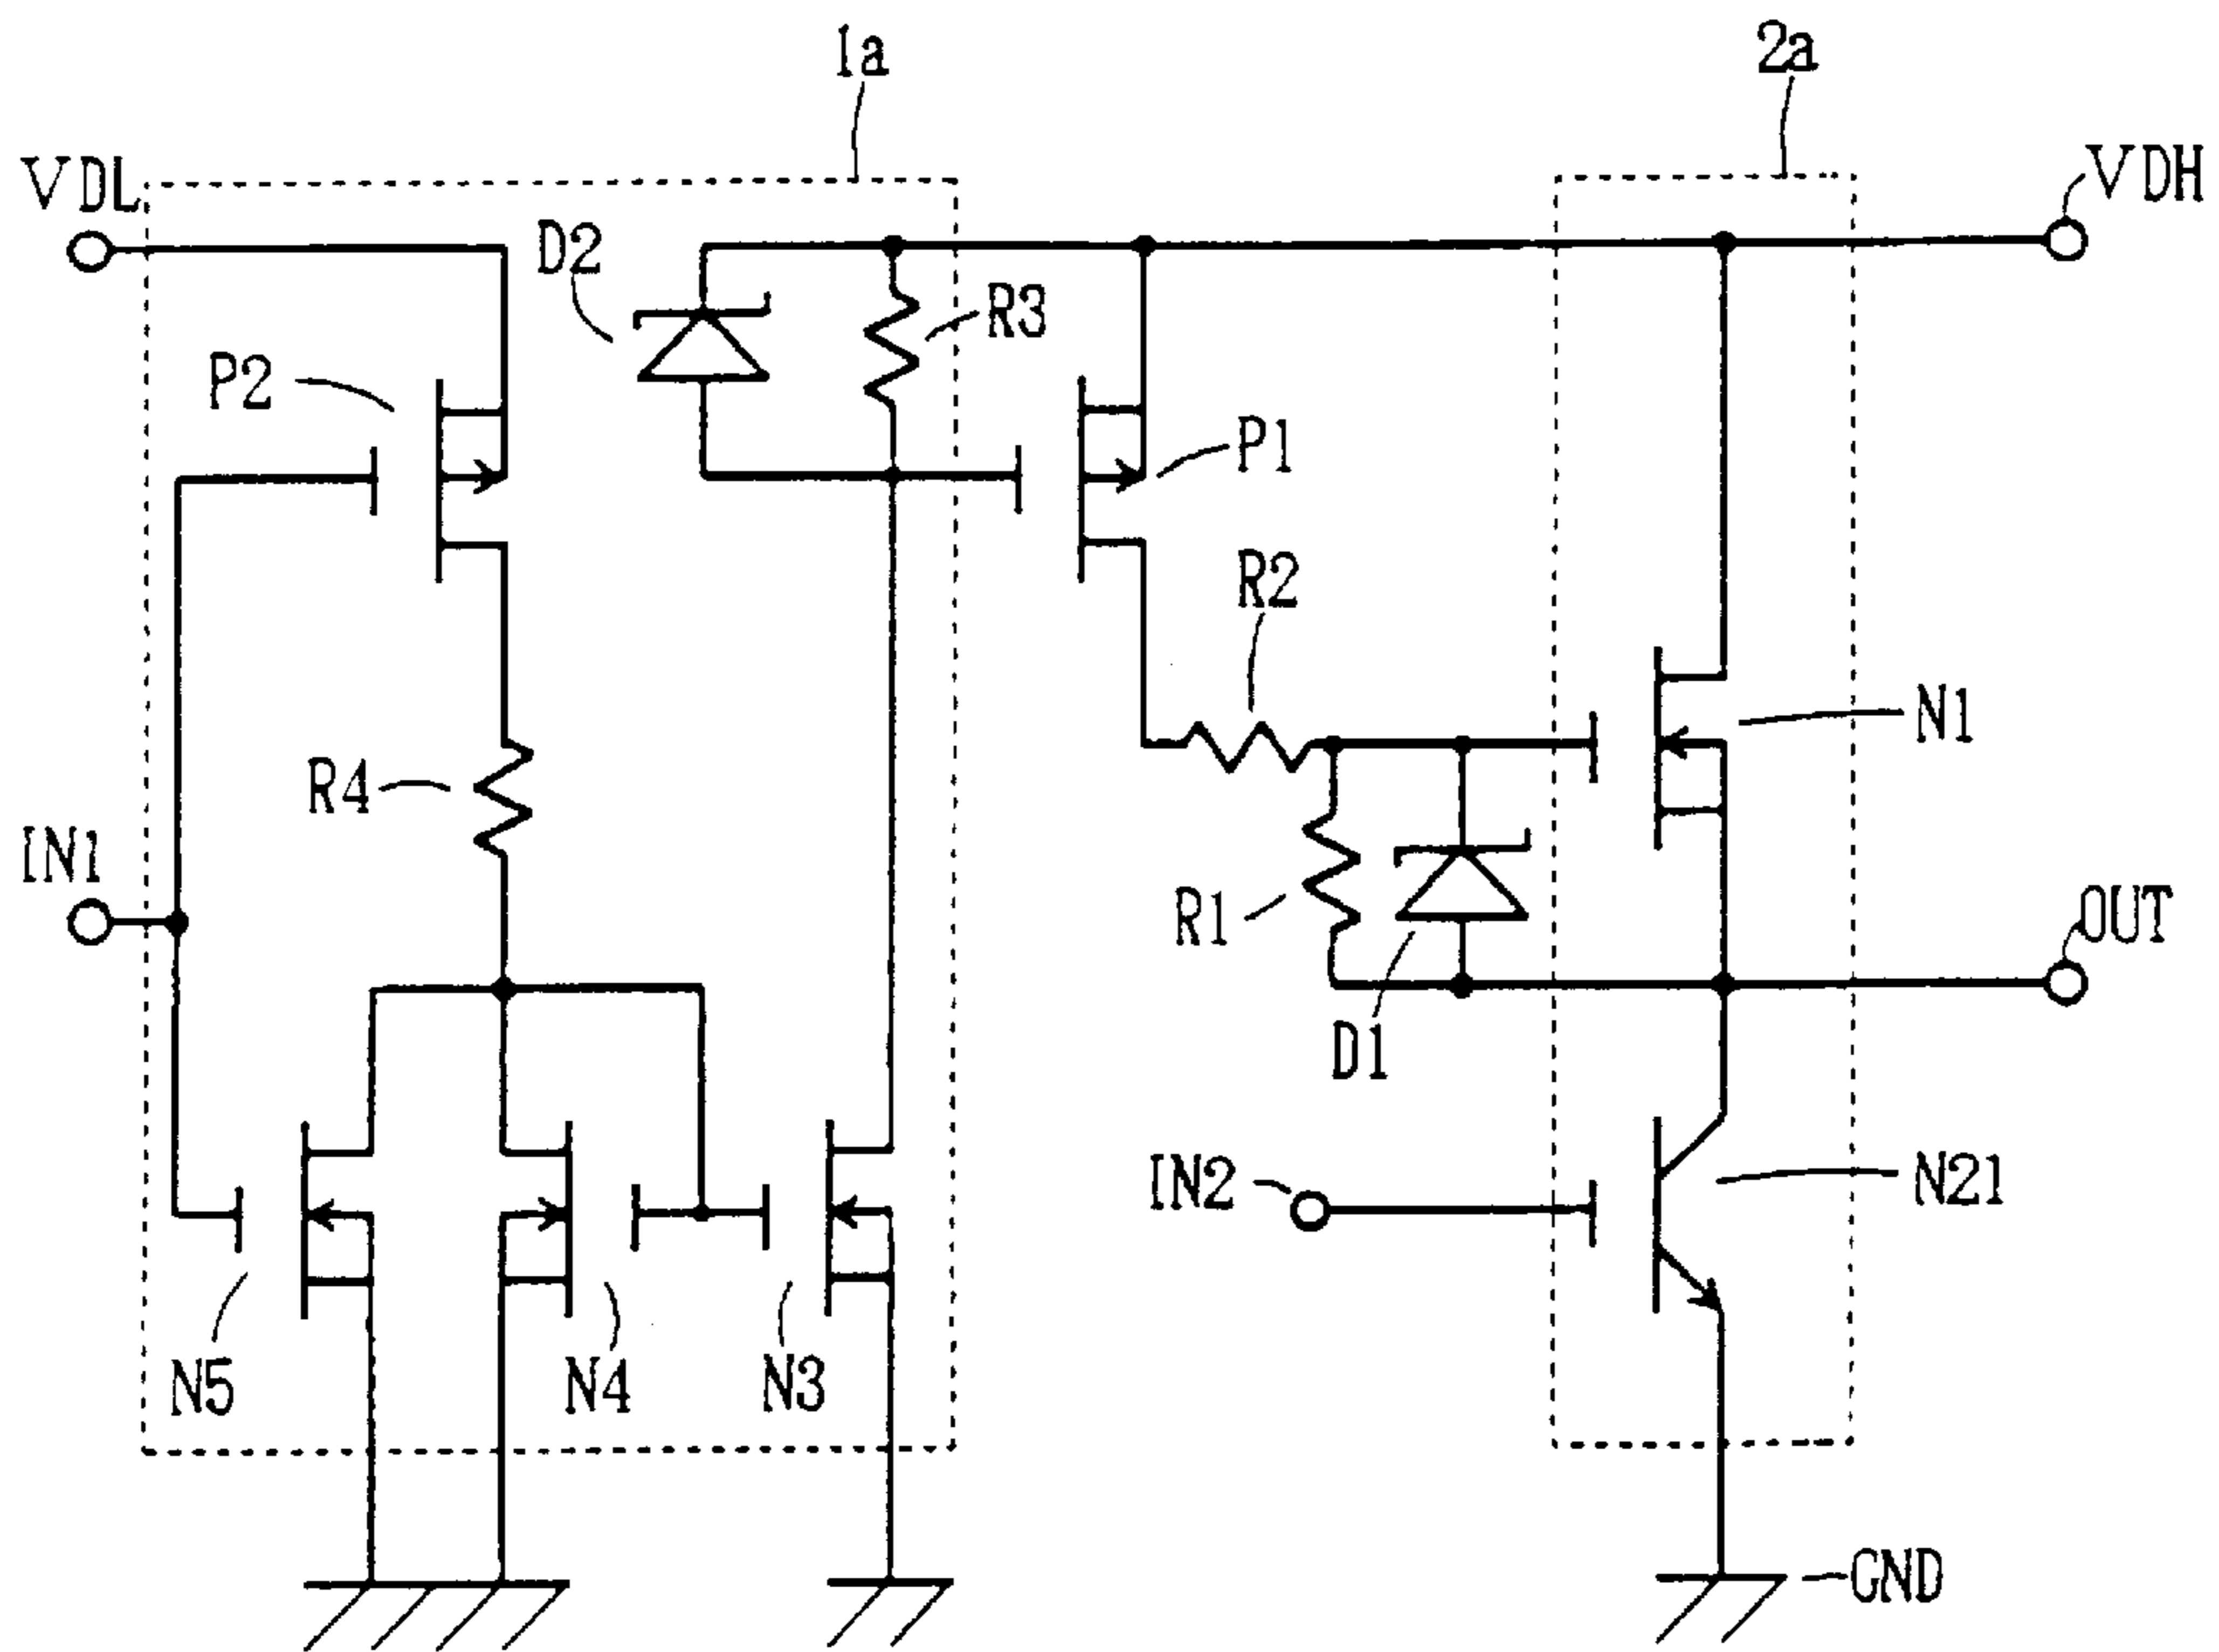 1a
2a
VDL
VDH
D2
R3
P2
P1
R2
N1
R4
IN1
R1
OUT
D1
IN2
N21
N5
N4
N3
GND